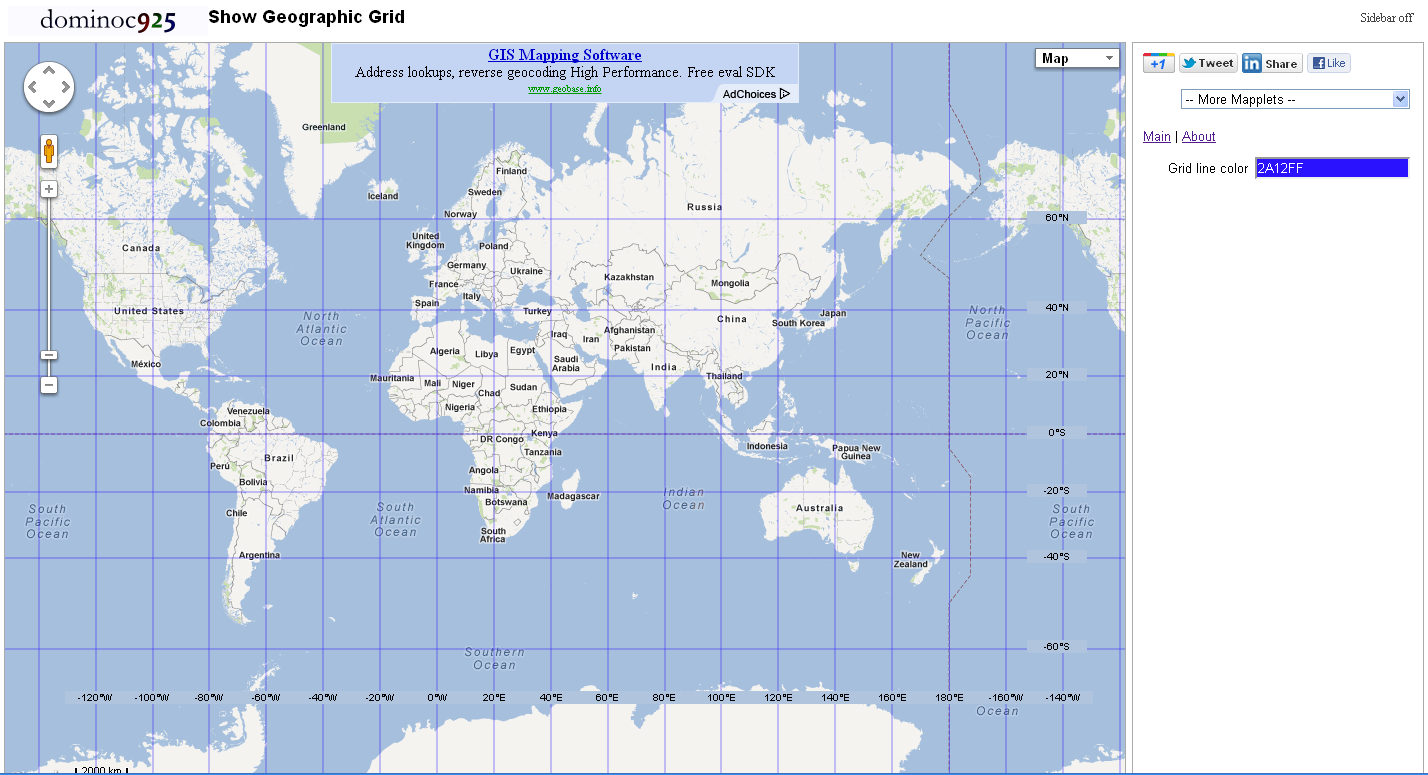 dominoc925
Show Geographic Grid
Sidebar off
GIS Mapping Software
Address lookups, reverse geocoding High Performance. Free eval SDK
www.geobase.info
AdChoices
Map
+1
Tweet
in Share
Like
-- More Mapplets --
Main | About
Grid line color 2A12FF
Greenland
Finland
Iceland
Sweden
Russia
Norway
60°N
United
Kingdom
Canada
Poland
Germany
Ukraine
Kazakhstan
France
Mongolia
Italy
Spain
40°N
United States
Turkey
North
Atlantic
Ocean
Japan
China
South Korea
North
Pacific
Ocean
Iraq
Iran
Afghanistan
Pakistan
Algeria
Libya
Egypt
Saudi
Arabia
México
India
20°N
Mauritania
Mali
Niger
Chad
Sudan
Thailand
Nigeria
Ethiopia
Venezuela
Colombia
0°S
DR Congo
Kenya
Indonesia
Papua New
Guinea
Tanzania
Brazil
Perú
Angola
Bolivia
Namibia
Botswana
Madagascar
Indian
Ocean
-20°S
South
Pacific
Ocean
Chile
South
Atlantic
Ocean
Australia
South
Pacific
Ocean
South
Africa
Argentina
New
Zealand
-40°S
Southern
Ocean
-60°S
-120°W -100°W -80°W -60°W -40°W -20°W 0°W 20°E 40°E 60°E 80°E 100°E 120°E 140°E 160°E 180°E -160°W -140°W
Ocean
2000 km